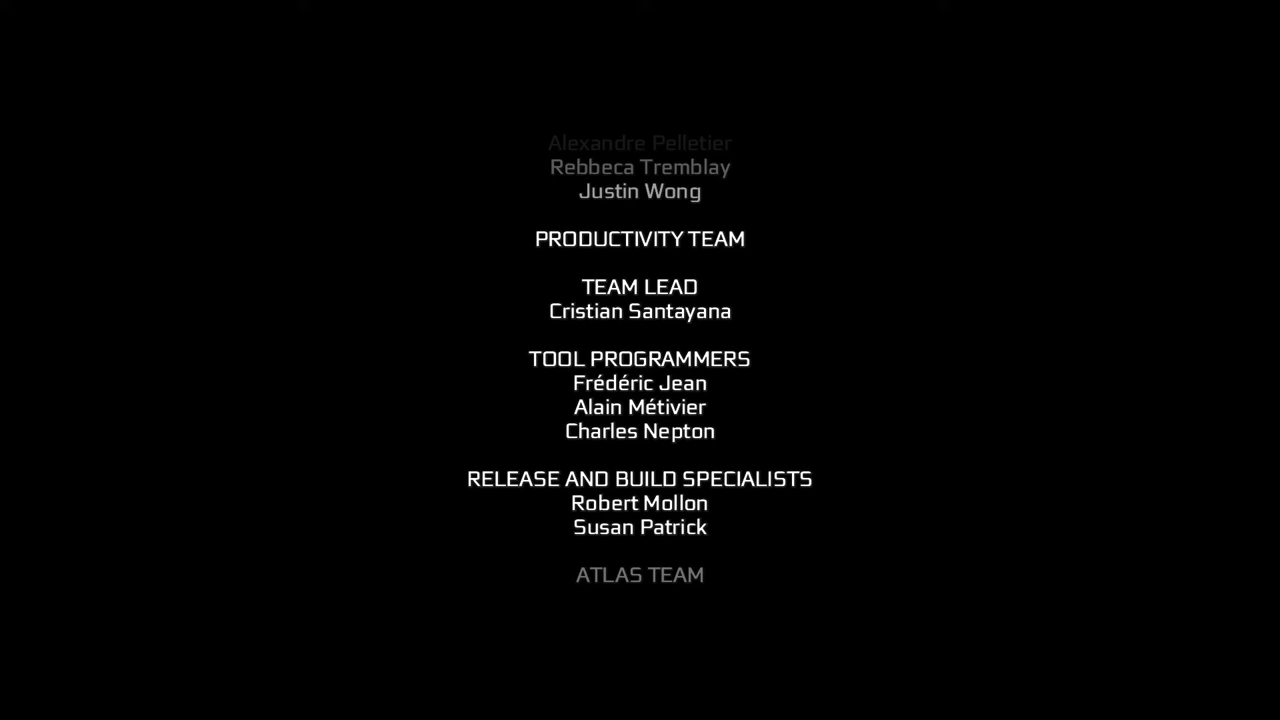 Alexandre Pelletier
Rebbeca Tremblay
Justin Wong
PRODUCTIVITY TEAM
TEAM LEAD
Cristian Santayana
TOOL PROGRAMMERS
Frédéric Jean
Alain Métivier
Charles Nepton
RELEASE AND BUILD SPECIALISTS
Robert Mollon
Susan Patrick
ATLAS TEAM